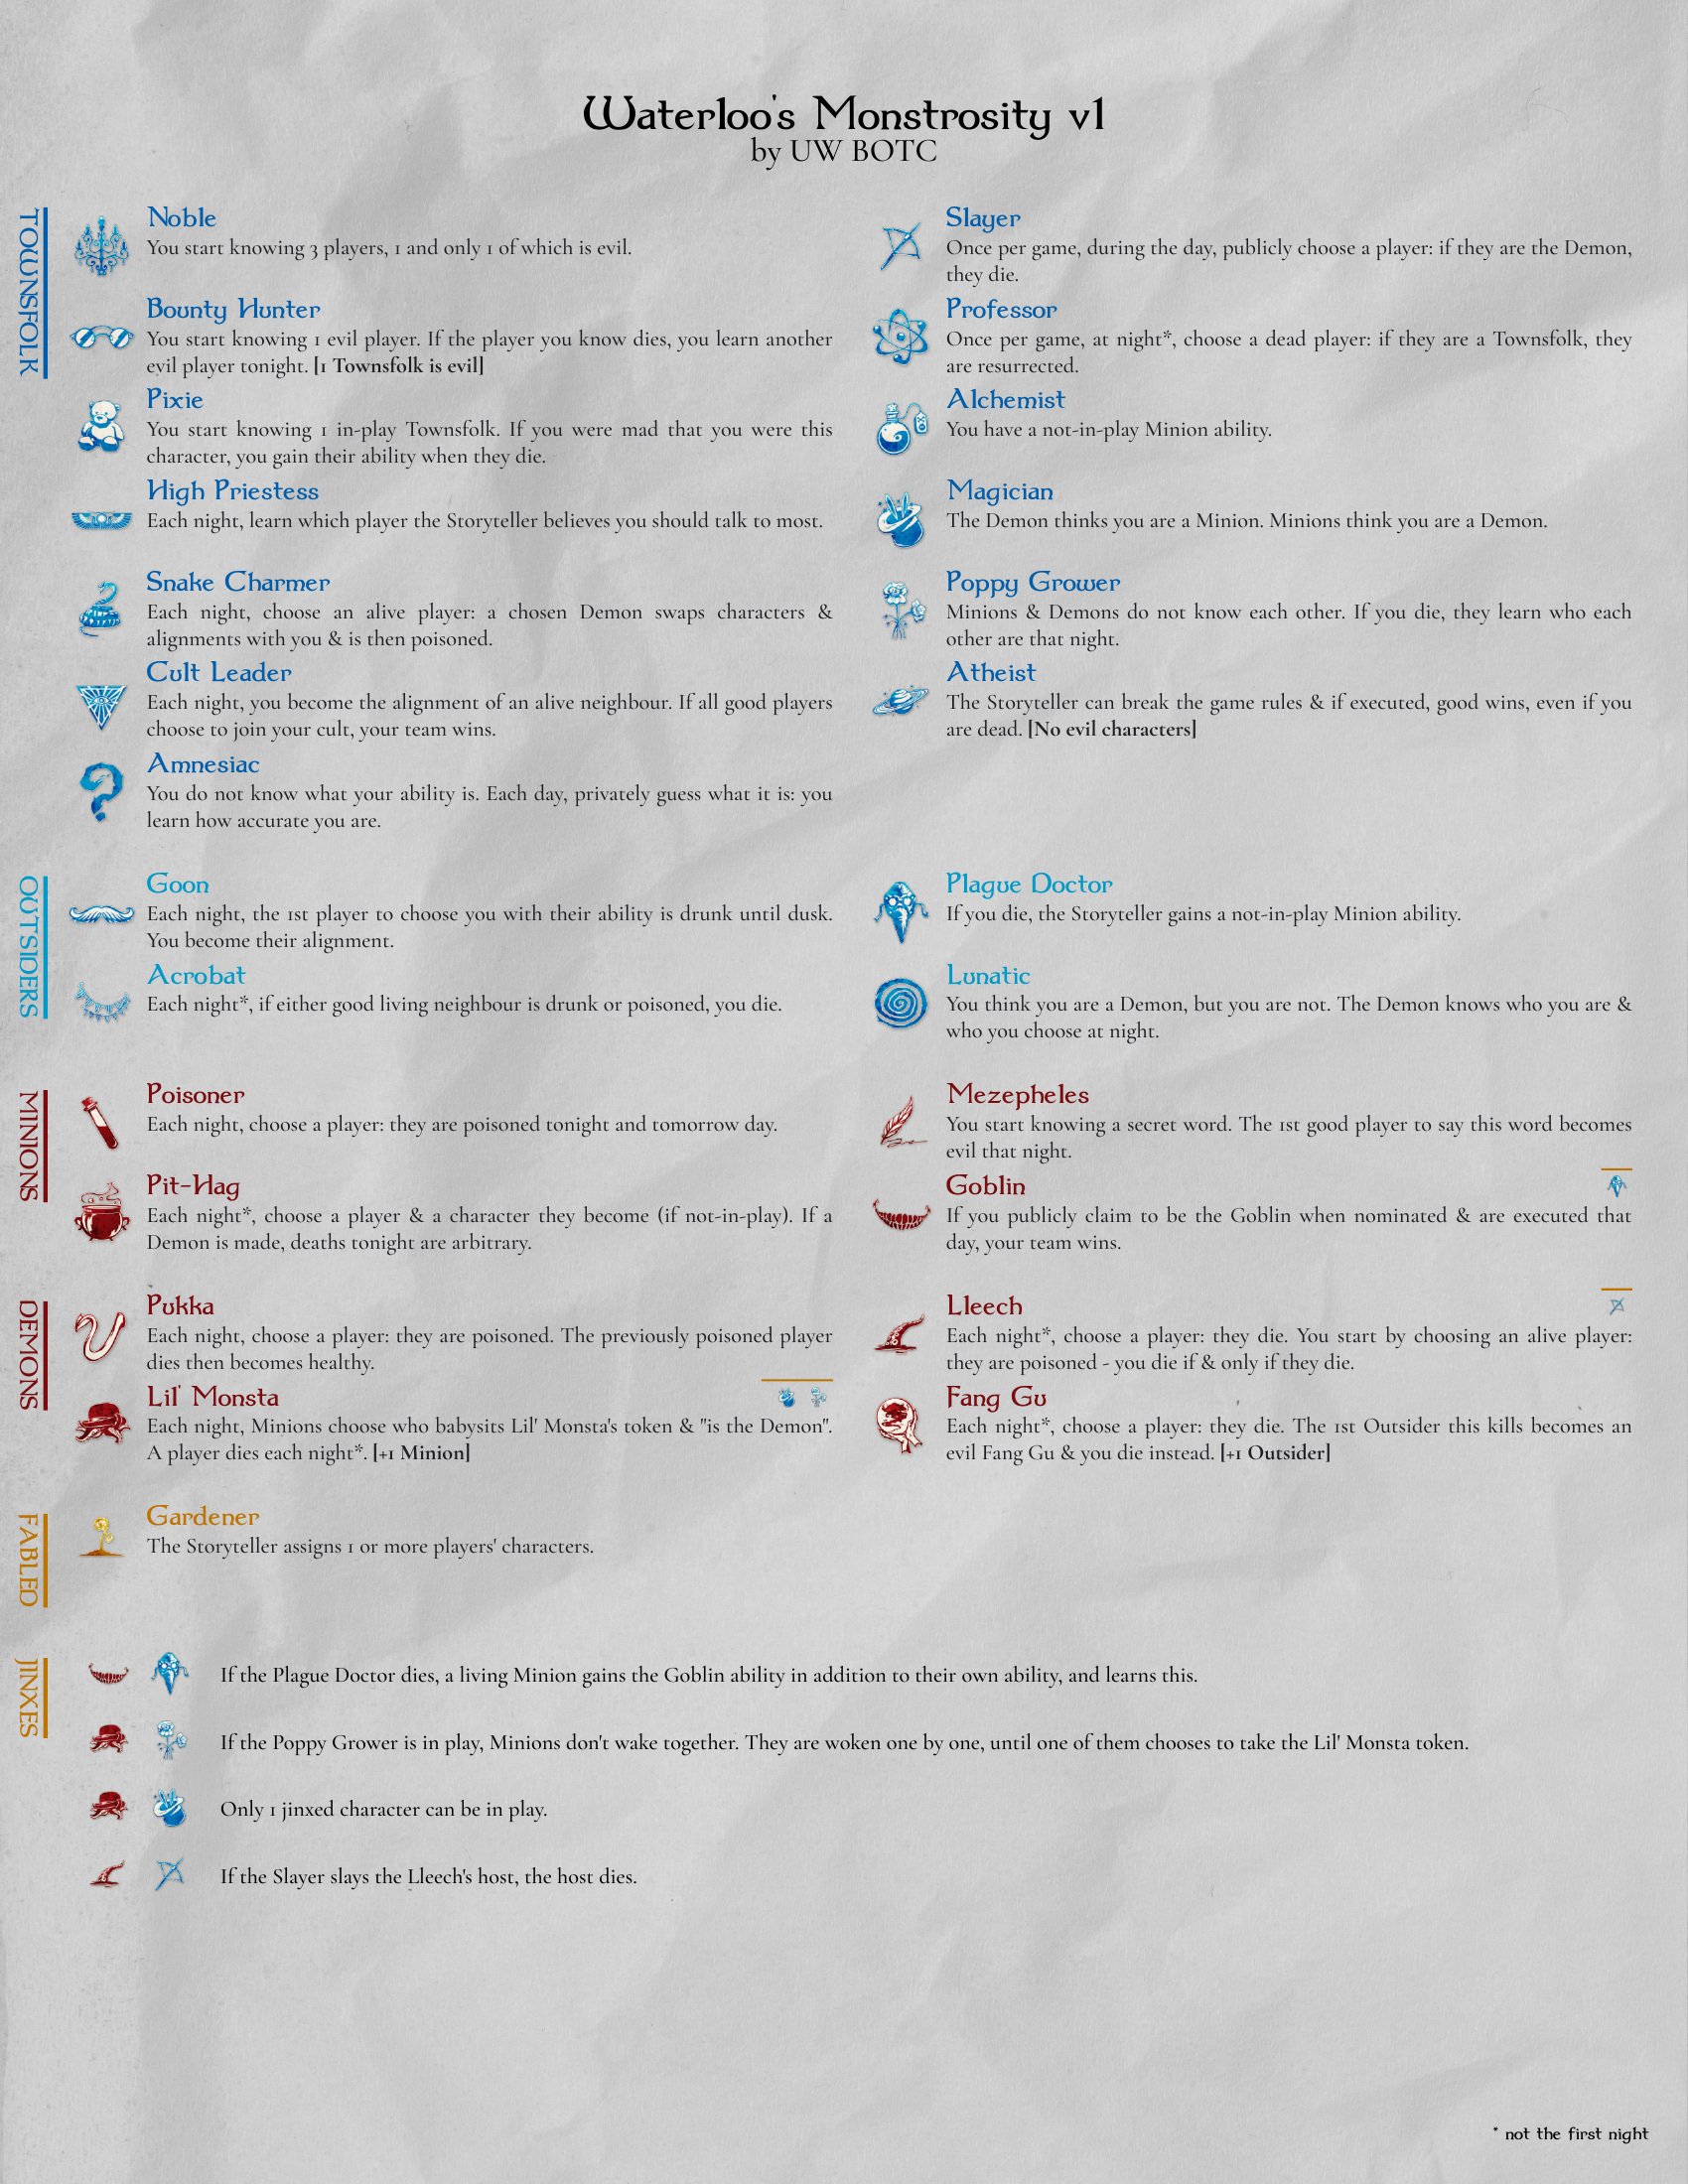 Waterloo's Monstrosity v1
by UW BOTC
TOWNSFOLK
Noble
You start knowing 3 players, 1 and only 1 of which is evil.
Bounty Hunter
You start knowing 1 evil player. If the player you know dies, you learn another
evil player tonight. [1 Townsfolk is evil]
Pixie
You start knowing 1 in-play Townsfolk. If you were mad that you were this
character, you gain their ability when they die.
High Priestess
Each night, learn which player the Storyteller believes you should talk to most.
Snake Charmer
Each night, choose an alive player: a chosen Demon swaps characters &
alignments with you & is then poisoned.
Cult Leader
Each night, you become the alignment of an alive neighbour. If all good players
choose to join your cult, your team wins.
Amnesiac
You do not know what your ability is. Each day, privately guess what it is: you
learn how accurate you are.
Slayer
Once per game, during the day, publicly choose a player: if they are the Demon,
they die.
Professor
Once per game, at night*, choose a dead player: if they are a Townsfolk, they
are resurrected.
Alchemist
You have a not-in-play Minion ability.
Magician
The Demon thinks you are a Minion. Minions think you are a Demon.
Poppy Grower
Minions & Demons do not know each other. If you die, they learn who each
other are that night.
Atheist
The Storyteller can break the game rules & if executed, good wins, even if you
are dead. [No evil characters]
OUTSIDERS
Goon
Each night, the 1st player to choose you with their ability is drunk until dusk.
You become their alignment.
Acrobat
Each night*, if either good living neighbour is drunk or poisoned, you die.
Plague Doctor
If you die, the Storyteller gains a not-in-play Minion ability.
Lunatic
You think you are a Demon, but you are not. The Demon knows who you are &
who you choose at night.
MINIONS
Poisoner
Each night, choose a player: they are poisoned tonight and tomorrow day.
Pit-Hag
Each night*, choose a player & a character they become (if not-in-play). If a
Demon is made, deaths tonight are arbitrary.
Mezepheles
You start knowing a secret word. The 1st good player to say this word becomes
evil that night.
Goblin
If you publicly claim to be the Goblin when nominated & are executed that
day, your team wins.
DEMONS
Pukka
Each night, choose a player: they are poisoned. The previously poisoned player
dies then becomes healthy.
Lil' Monsta
Each night, Minions choose who babysits Lil' Monsta's token & "is the Demon".
A player dies each night*. [+1 Minion]
Lleech
Each night*, choose a player: they die. You start by choosing an alive player:
they are poisoned - you die if & only if they die.
Fang Gu
Each night*, choose a player: they die. The 1st Outsider this kills becomes an
evil Fang Gu & you die instead. [+1 Outsider]
FABLED
Gardener
The Storyteller assigns 1 or more players' characters.
JINXES
If the Plague Doctor dies, a living Minion gains the Goblin ability in addition to their own ability, and learns this.
If the Poppy Grower is in play, Minions don't wake together. They are woken one by one, until one of them chooses to take the Lil' Monsta token.
Only 1 jinxed character can be in play.
If the Slayer slays the Lleech's host, the host dies.
* not the first night